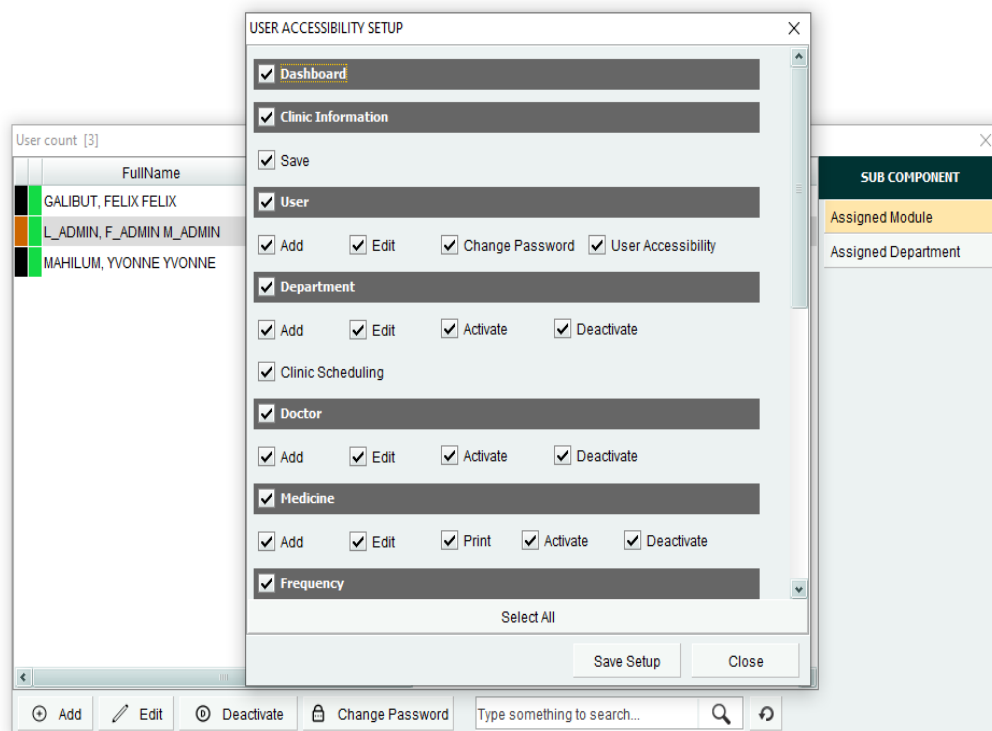 USER ACCESSIBILITY SETUP
Dashboard
Clinic Information
Save
User
Add Edit Change Password User Accessibility
Department
Add Edit Activate Deactivate
Clinic Scheduling
Doctor
Add Edit Activate Deactivate
Medicine
Add Edit Print Activate Deactivate
Frequency
Select All
Save Setup Close
User count [3]
FullName
GALIBUT, FELIX FELIX
L_ADMIN, F_ADMIN M_ADMIN
MAHILUM, YVONNE YVONNE
SUB COMPONENT
Assigned Module
Assigned Department
Add Edit Deactivate Change Password Type something to search...